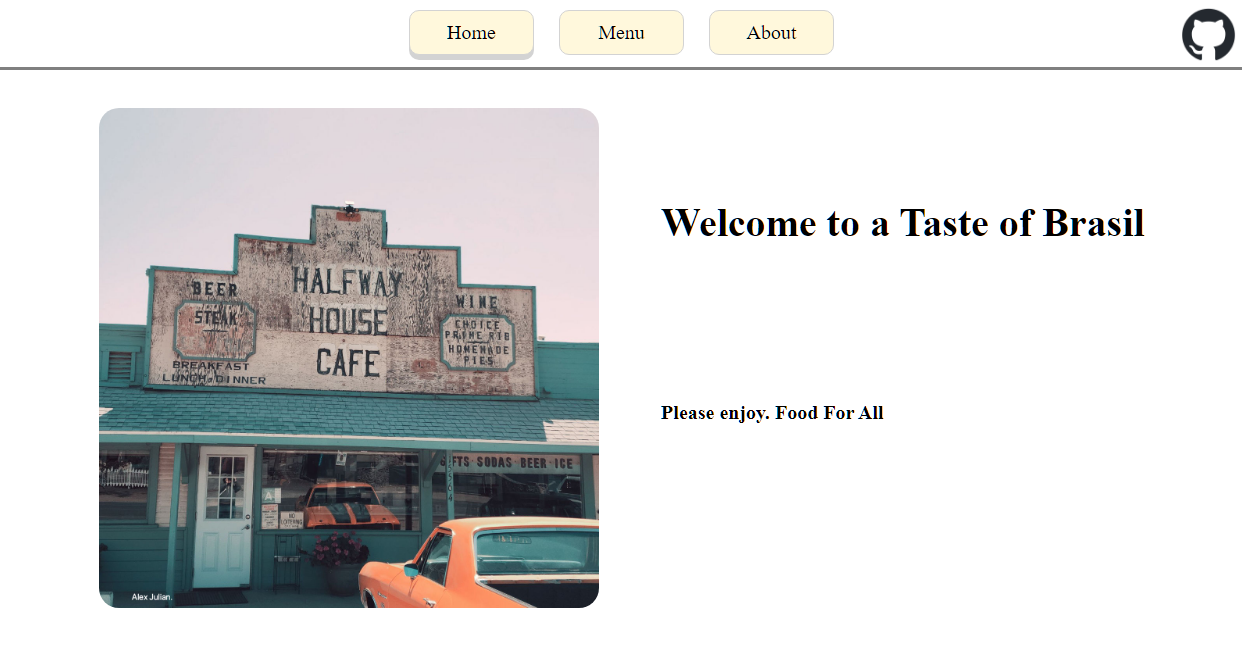 Home
Menu
About
Welcome to a Taste of Brasil
Please enjoy. Food For All
HALFWAY
HOUSE
CAFE
BEER
STEAK
BREAKFAST
LUNCH-DINNER
WINE
CHOICE
PRIME RIB
HOMEMADE
PIES
SODAS BEER ICE
NO
Alex Julian.